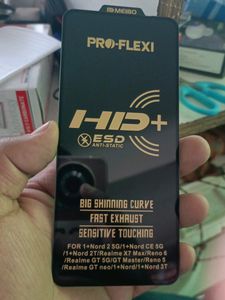 MEIBO
PRO-FLEXI
HD+
ESD
ANTI-STATIC
BIG SHINNING CURVE
FAST EXHAUST
SENSITIVE TOUCHING
FOR 1+Nord 2 5G/1+Nord CE 5G
/1+Nord 2T/Realme X7 Max/Reno 6
/Realme GT 5G/GT Master/Reno 5
/Realme GT neo/1+Nord/1+Nord 3T